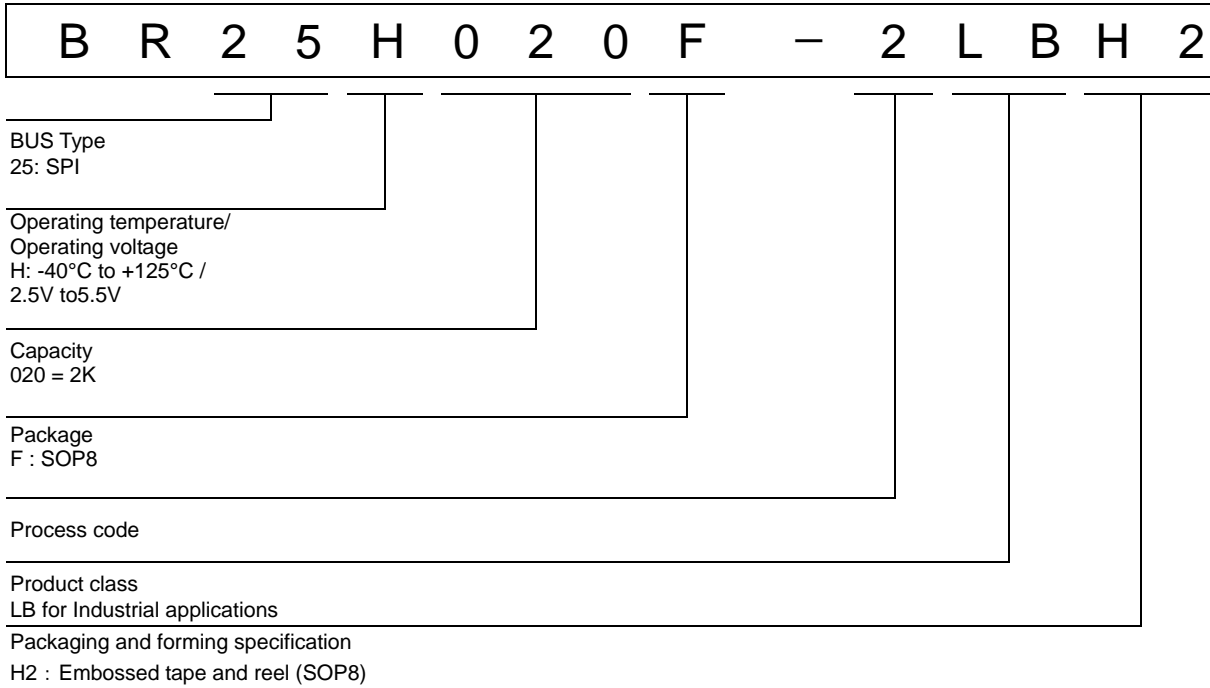 B R 2 5 H 0 2 0 F － 2 L B H 2
BUS Type
25: SPI
Operating temperature/
Operating voltage
H: -40°C to +125°C /
2.5V to5.5V
Capacity
020 = 2K
Package
F : SOP8
Process code
Product class
LB for Industrial applications
Packaging and forming specification
H2：Embossed tape and reel (SOP8)